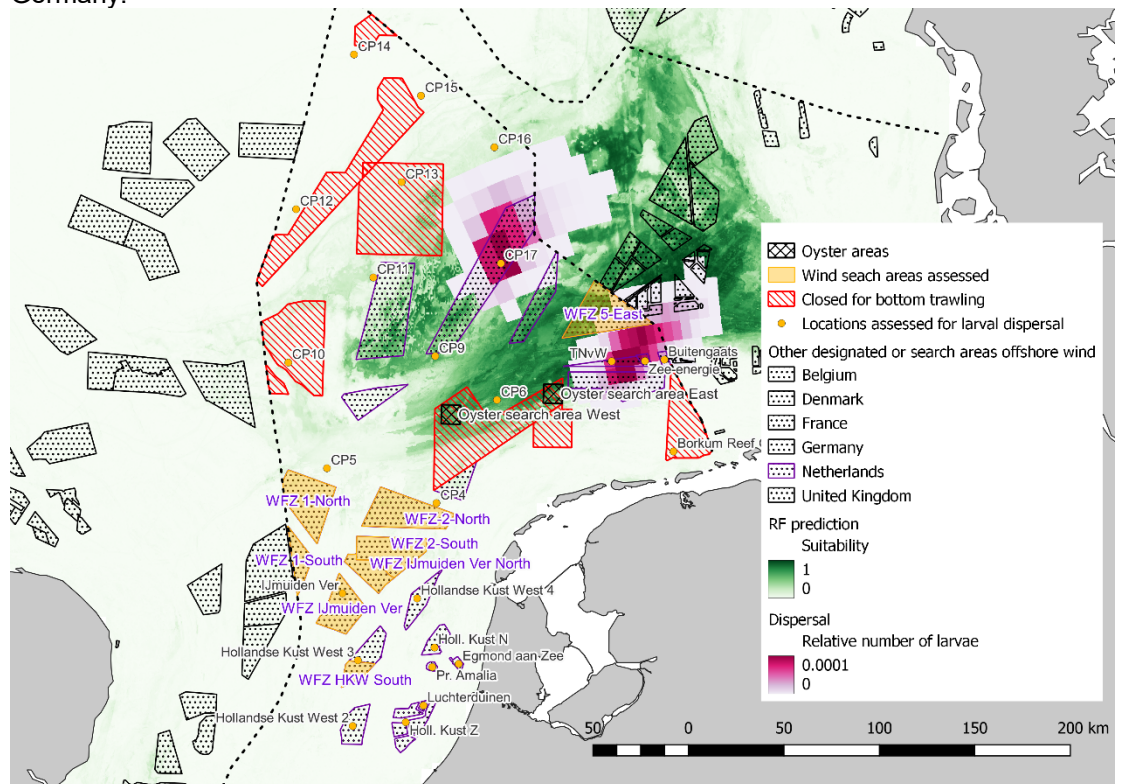 Germany.
CP14
CP15
CP16
CP13
CP12
CP17
CP11
WFZ 5-East
CP9
TNvW
Buitengaats
Zee-energie
CP10
CP6
Oyster search area East
Oyster search area West
Borkum Reef
CP5
WFZ 1-North
CP4
WFZ-2-North
WFZ 2-South
WFZ 1-South
WFZ IJmuiden Ver North
IJmuiden Ver
Hollandse Kust West 4
WFZ IJmuiden Ver
Holl. Kust N
Hollandse Kust West 3
Egmond aan Zee
Pr. Amalia
WFZ HKW South
Luchterduinen
Hollandse Kust West 2
Holl. Kust Z
Oyster areas
Wind seach areas assessed
Closed for bottom trawling
Locations assessed for larval dispersal
Other designated or search areas offshore wind
Belgium
Denmark
France
Germany
Netherlands
United Kingdom
RF prediction
Suitability
1
0
Dispersal
Relative number of larvae
0.0001
0
50 0 50 100 150 200 km